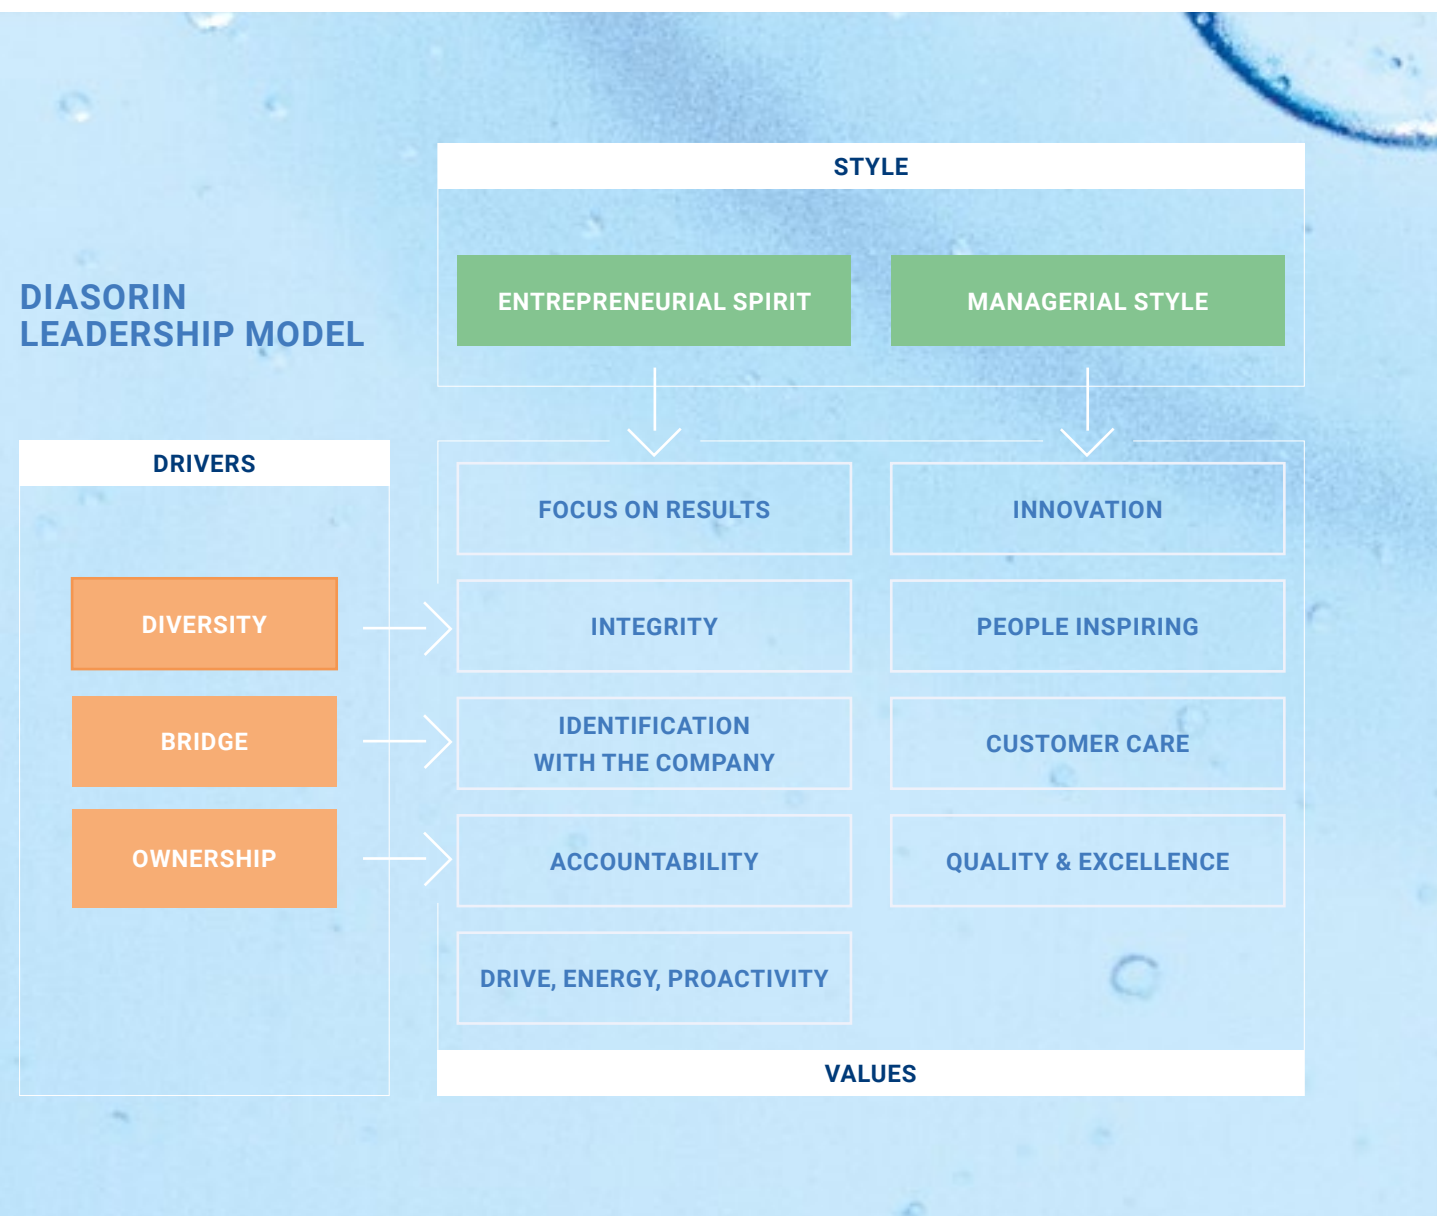 STYLE
ENTREPRENEURIAL SPIRIT
MANAGERIAL STYLE
DIASORIN
LEADERSHIP MODEL
DRIVERS
DIVERSITY
BRIDGE
OWNERSHIP
FOCUS ON RESULTS
INNOVATION
INTEGRITY
PEOPLE INSPIRING
IDENTIFICATION
WITH THE COMPANY
CUSTOMER CARE
ACCOUNTABILITY
QUALITY & EXCELLENCE
DRIVE, ENERGY, PROACTIVITY
VALUES